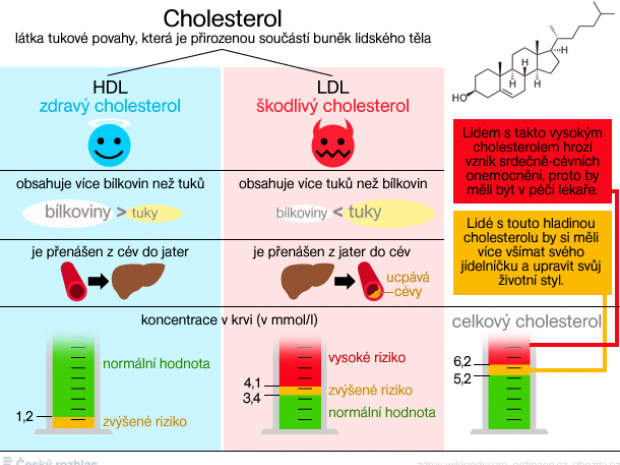 Cholesterol
látka tukové povahy, která je přirozenou součástí buněk lidského těla
HO
H
H
H
H
HDL
zdravý cholesterol
LDL
škodlivý cholesterol
Lidem s takto vysokým
cholesterolem hrozí
vznik srdečně-cévních
onemocnění, proto by
měli být v péči lékaře.
obsahuje více bílkovin než tuků
bílkoviny > tuky
obsahuje více tuků než bílkovin
bílkoviny < tuky
Lidé s touto hladinou
cholesterolu by si měli
více všímat svého
jídelníčku a upravit svůj
životní styl.
je přenášen z cév do jater
je přenášen z jater do cév
ucpává
cévy
koncentrace v krvi (v mmol/l)
celkový cholesterol
normální hodnota
1,2
zvýšené riziko
vysoké riziko
4,1
zvýšené riziko
3,4
normální hodnota
6,2
5,2
Český rozhlas